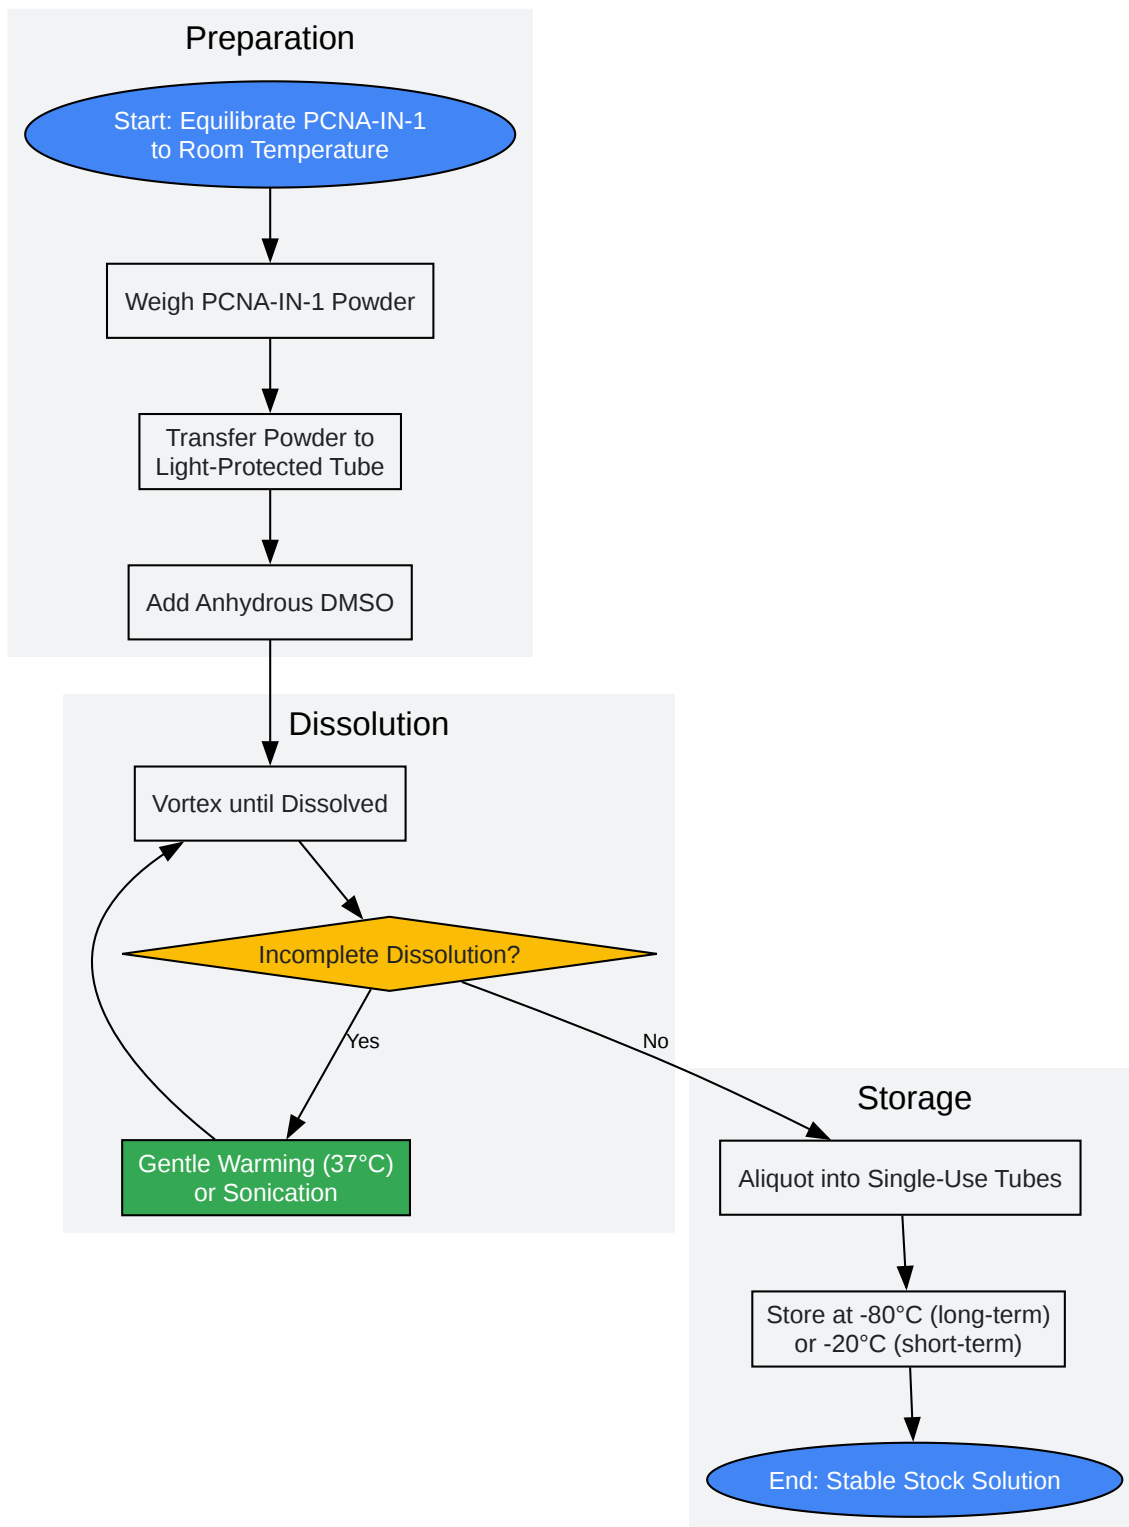 Preparation
Start: Equilibrate PCNA-IN-1
to Room Temperature
Weigh PCNA-IN-1 Powder
Transfer Powder to
Light-Protected Tube
Add Anhydrous DMSO
Dissolution
Vortex until Dissolved
Incomplete Dissolution?
Yes
No
Gentle Warming (37°C)
or Sonication
Storage
Aliquot into Single-Use Tubes
Store at -80°C (long-term)
or -20°C (short-term)
End: Stable Stock Solution